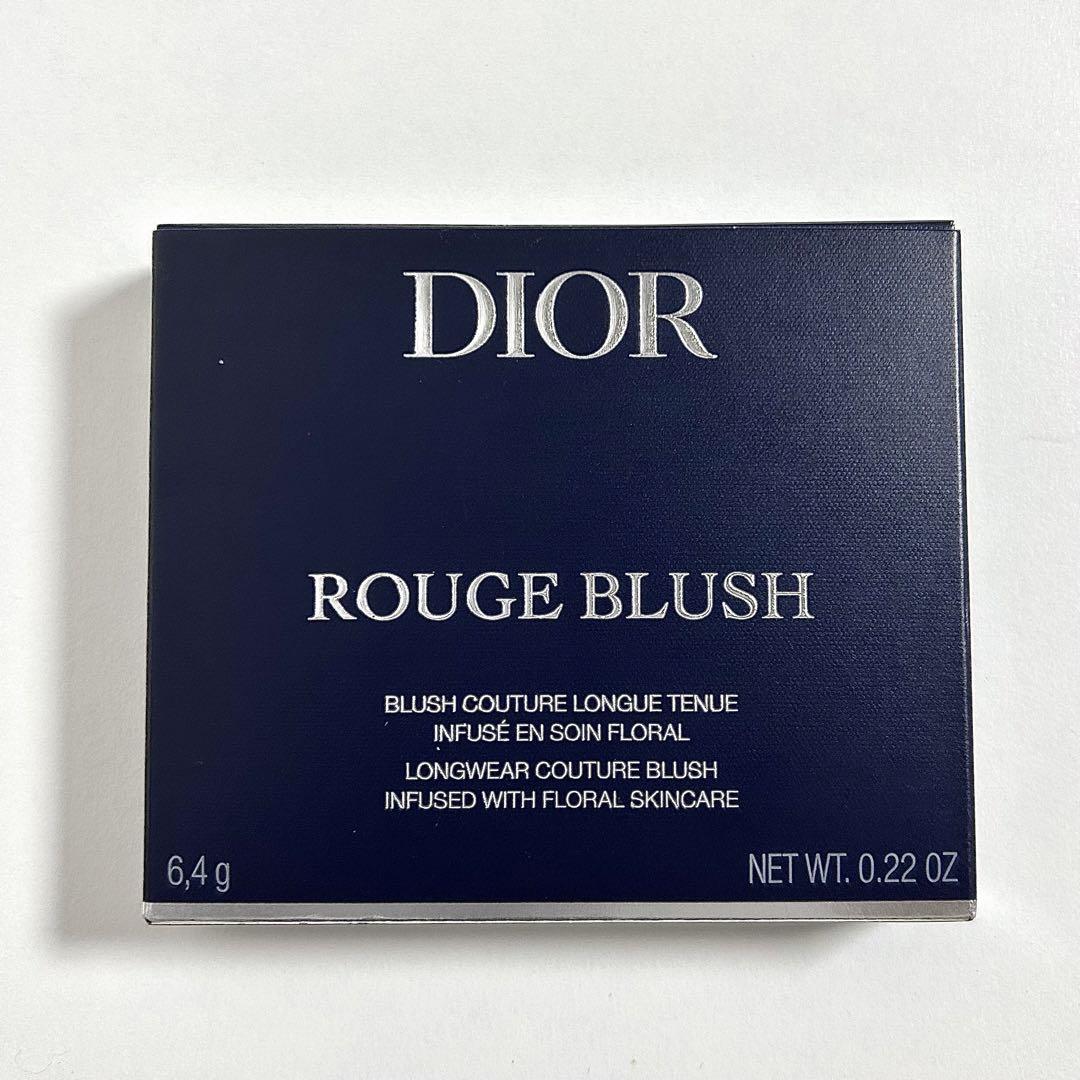 DIOR
ROUGE BLUSH
BLUSH COUTURE LONGUE TENUE
INFUSÉ EN SOIN FLORAL
LONGWEAR COUTURE BLUSH
INFUSED WITH FLORAL SKINCARE
6,4 g
NET WT. 0.22 OZ